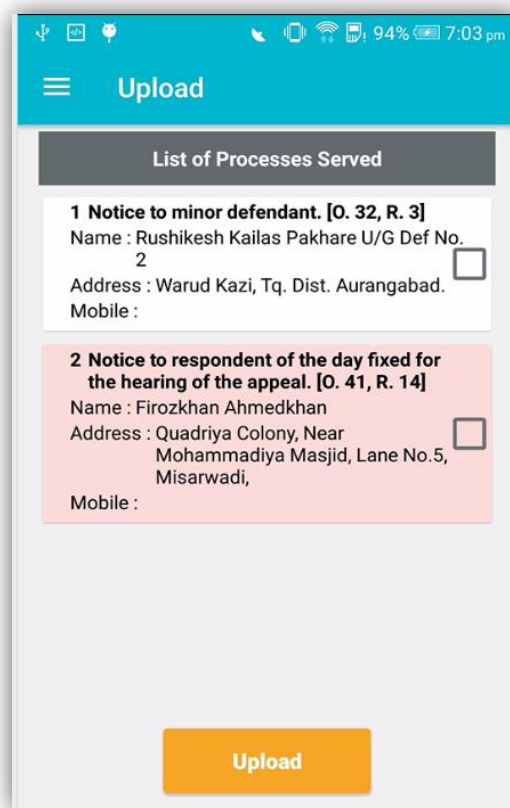 94% 7:03 pm
Upload
List of Processes Served
1 Notice to minor defendant. [O. 32, R. 3]
Name : Rushikesh Kailas Pakhare U/G Def No.
2
Address : Warud Kazi, Tq. Dist. Aurangabad.
Mobile :
2 Notice to respondent of the day fixed for
the hearing of the appeal. [O. 41, R. 14]
Name : Firozkhan Ahmedkhan
Address : Quadriya Colony, Near
Mohammadiya Masjid, Lane No.5,
Misarwadi,
Mobile :
Upload